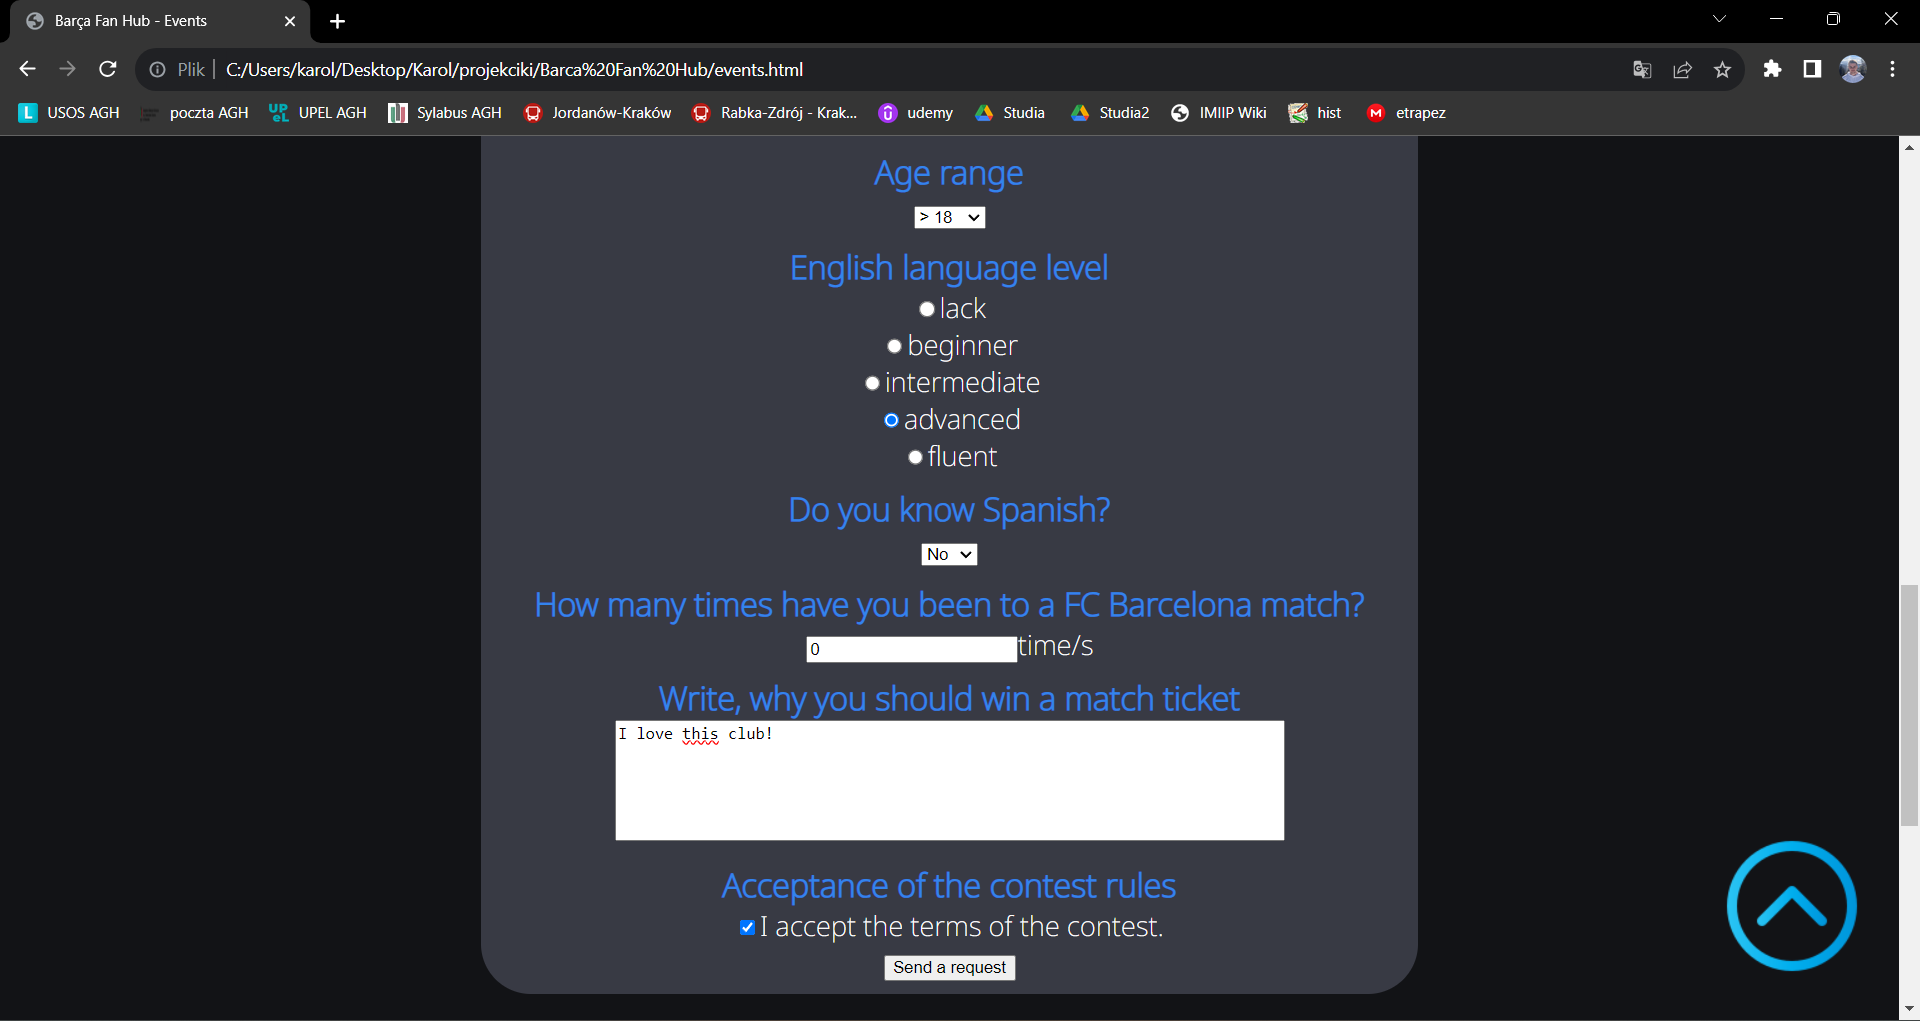 Barça Fan Hub - Events
Plik
C:/Users/karol/Desktop/Karol/projekciki/Barca%20Fan%20Hub/events.html
USOS AGH
poczta AGH
UPEL AGH
Sylabus AGH
Jordanów-Kraków
Rabka-Zdrój - Krak...
udemy
Studia
Studia2
IMIIP Wiki
hist
etrapez
Age range
> 18
English language level
lack
beginner
intermediate
advanced
fluent
Do you know Spanish?
No
How many times have you been to a FC Barcelona match?
0 time/s
Write, why you should win a match ticket
I love this club!
Acceptance of the contest rules
I accept the terms of the contest.
Send a request